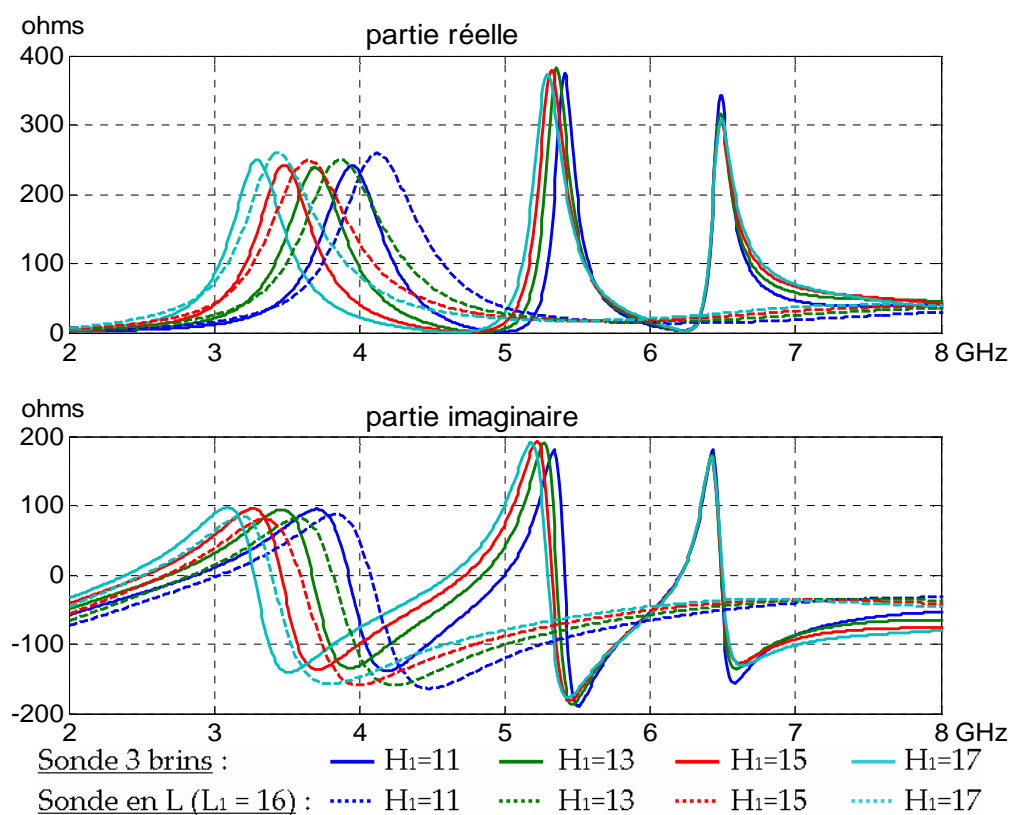 ohms
partie réelle
400
300
200
100
0
2 3 4 5 6 7 8 GHz
ohms
partie imaginaire
200
100
0
-100
-200
2 3 4 5 6 7 8 GHz
Sonde 3 brins : H1=11 H1=13 H1=15 H1=17
Sonde en L (L1 = 16) : H1=11 H1=13 H1=15 H1=17